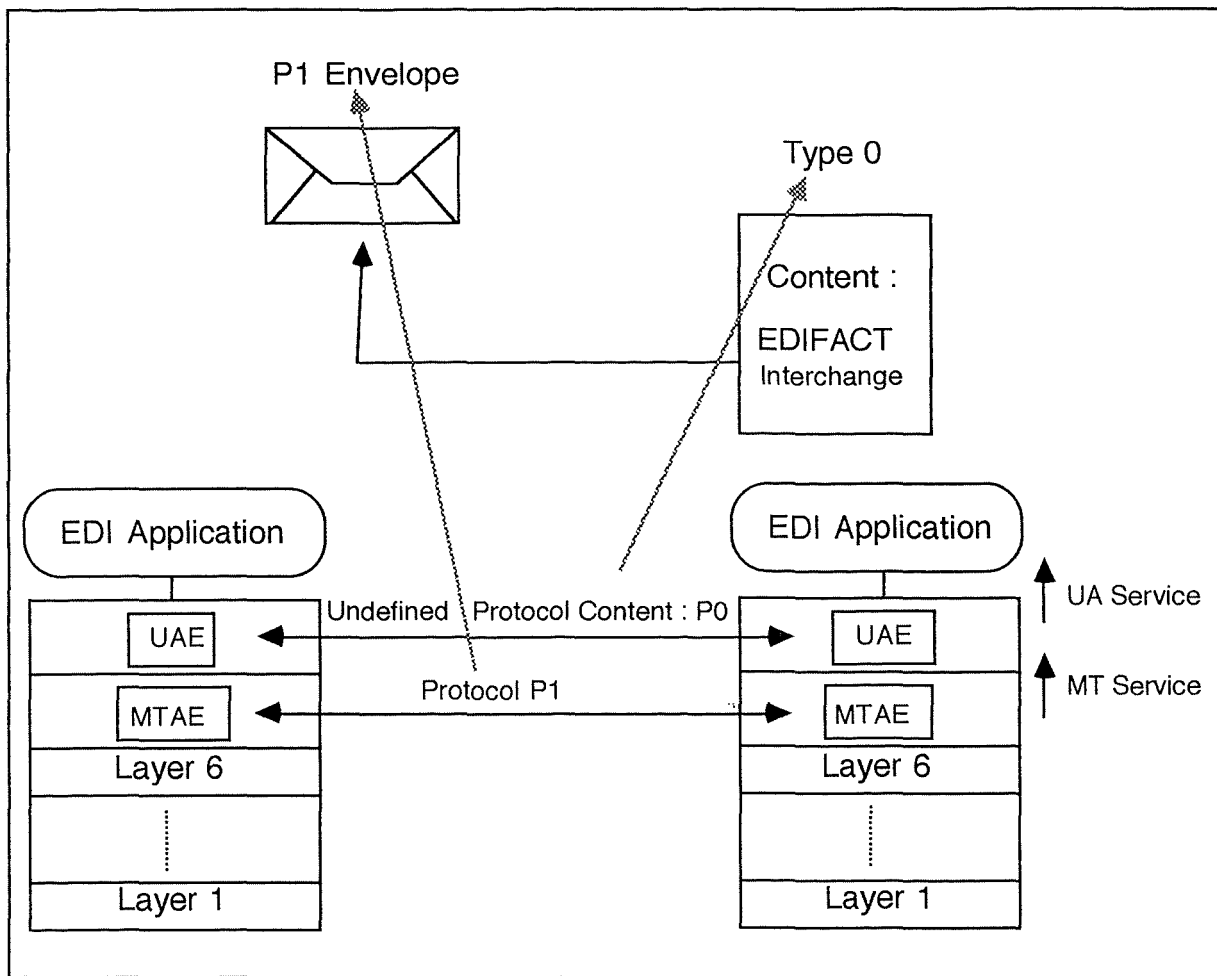 P1 Envelope
Type 0
Content :
EDIFACT
Interchange
EDI Application
EDI Application
Undefined Protocol Content : P0
UAE
UAE
UA Service
Protocol P1
MT Service
MTAE
MTAE
Layer 6
Layer 6
Layer 1
Layer 1